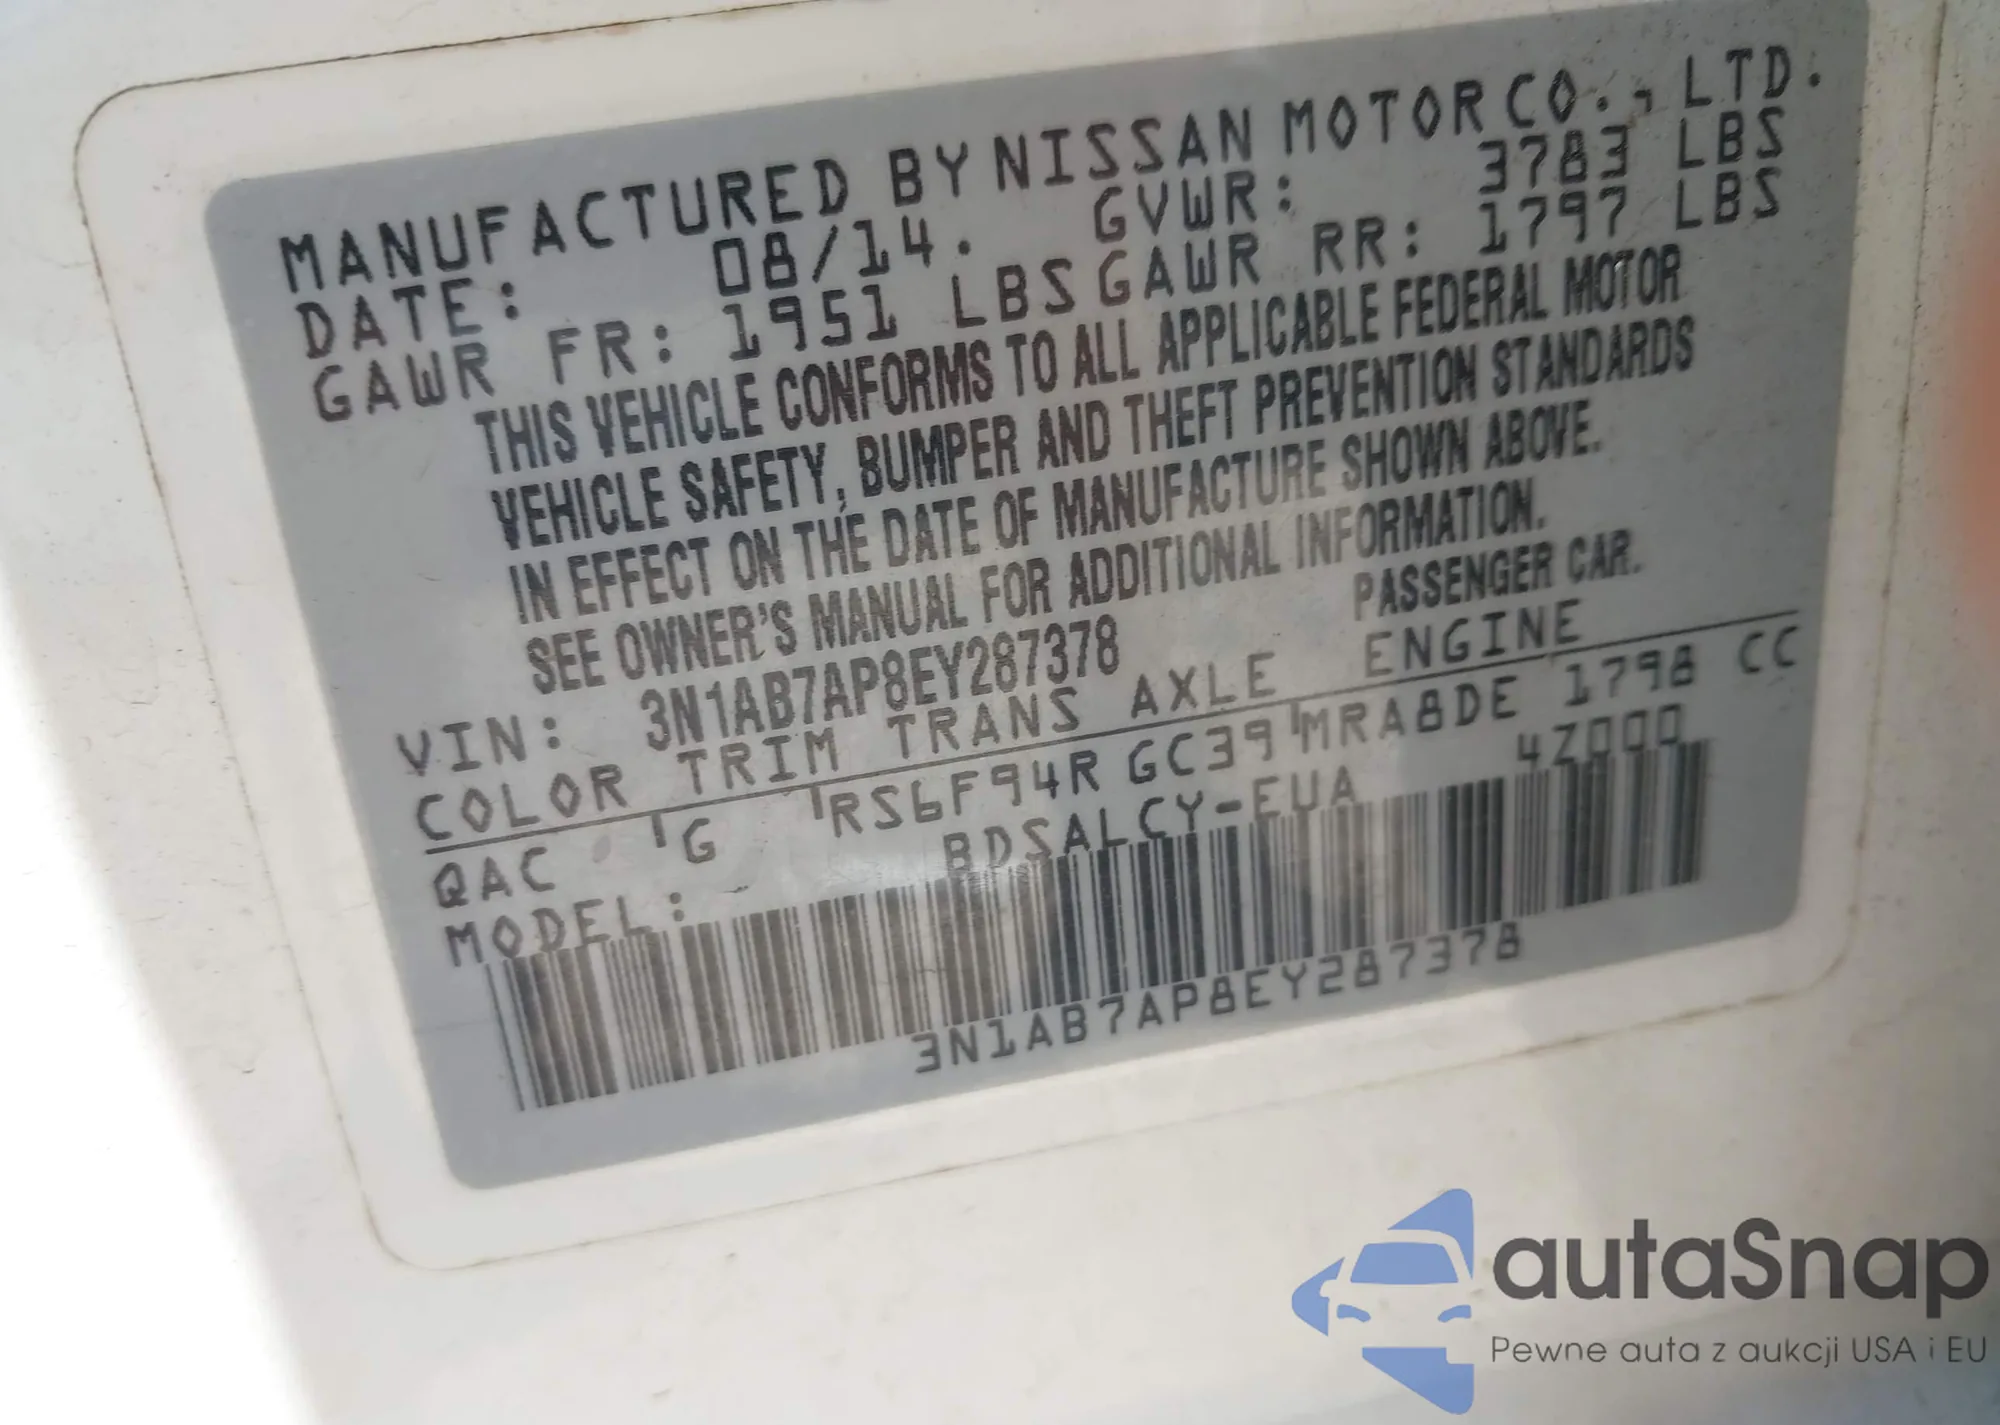 MANUFACTURED BY NISSAN MOTOR CO., LTD.
DATE: 08/14. GVWR: 3783 LBS
GAWR FR: 1951 LBS GAWR RR: 1797 LBS
THIS VEHICLE CONFORMS TO ALL APPLICABLE FEDERAL MOTOR
VEHICLE SAFETY, BUMPER AND THEFT PREVENTION STANDARDS
IN EFFECT ON THE DATE OF MANUFACTURE SHOWN ABOVE.
SEE OWNER'S MANUAL FOR ADDITIONAL INFORMATION.
VIN: 3N1AB7AP8EY287378 PASSENGER CAR.
COLOR TRIM TRANS AXLE ENGINE
QAC 'G 'RS6F94R GC39 'MRA8DE 1798 CC
MODEL: BDSALCY-EUA 4Z000
3N1AB7AP8EY287378
autaSnap
Pewne auta z aukcji USA i EU